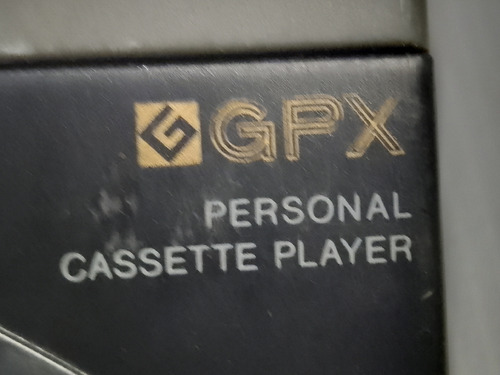 G GPX
PERSONAL
CASSETTE PLAYER